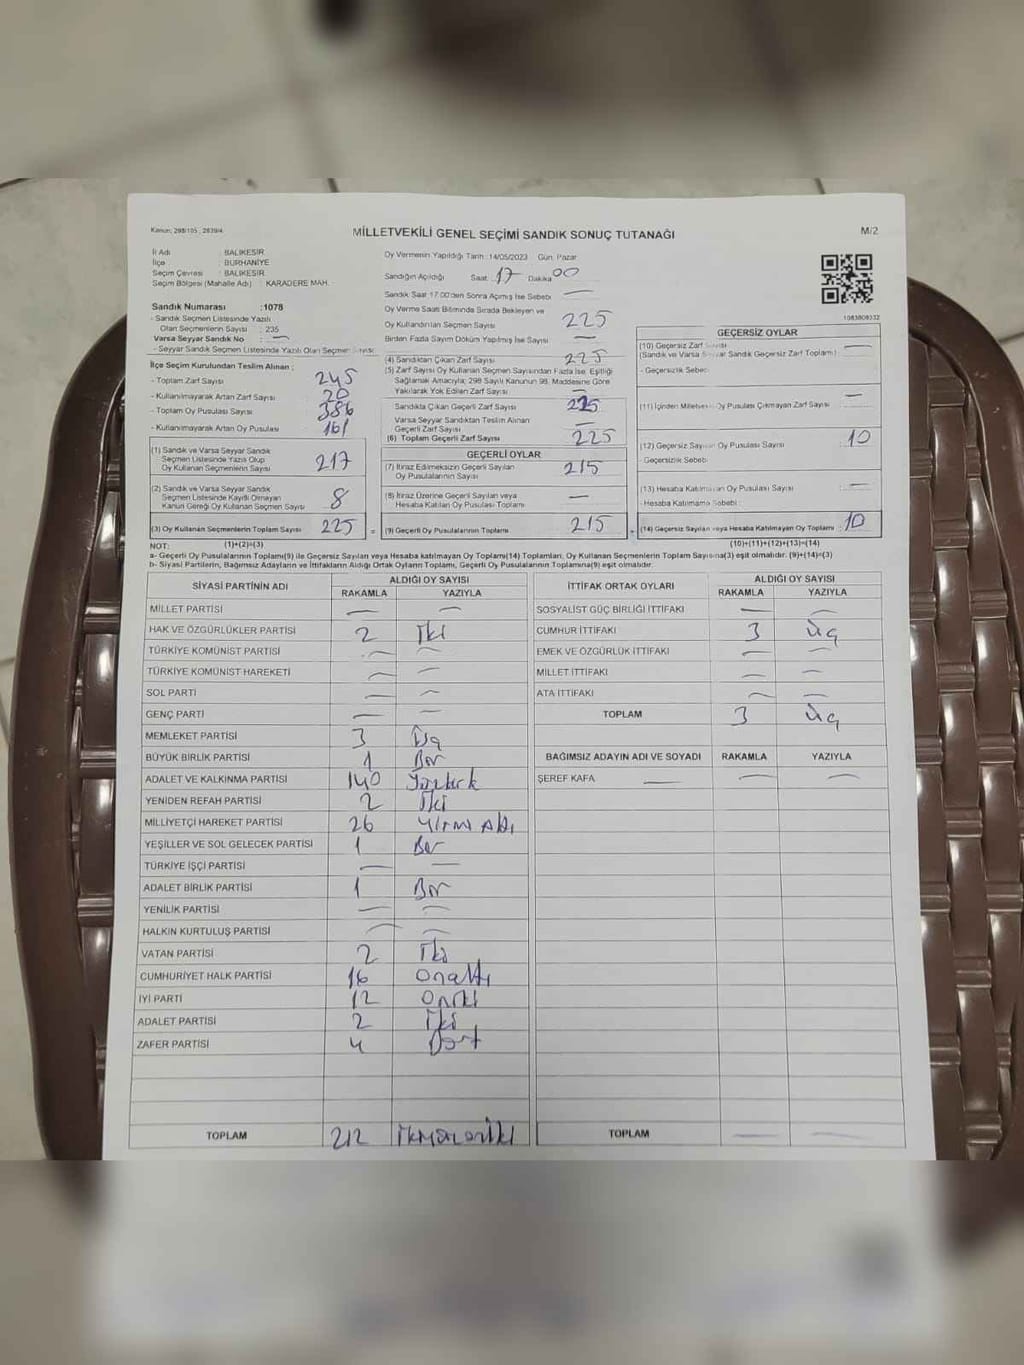 Kanun; 298/105 , 2839/4
MİLLETVEKİLİ GENEL SEÇİMİ SANDIK SONUÇ TUTANAĞI
M/2
İl Adı : BALIKESİR
İlçe : BURHANİYE
Seçim Çevresi : BALIKESİR
Seçim Bölgesi (Mahalle Adı) : KARADERE MAH.
Sandık Numarası :1078
- Sandık Seçmen Listesinde Yazılı
Olan Seçmenlerin Sayısı : 235
Varsa Seyyar Sandık No : —
- Seyyar Sandık Seçmen Listesinde Yazılı Olan Seçmen Sayısı:
İlçe Seçim Kurulundan Teslim Alınan ;
- Toplam Zarf Sayısı 245
- Kullanılmayarak Artan Zarf Sayısı 20
- Toplam Oy Pusulası Sayısı 386
- Kullanılmayarak Artan Oy Pusulası 161
(1) Sandık ve Varsa Seyyar Sandık
Seçmen Listesinde Yazılı Olup
Oy Kullanan Seçmenlerin Sayısı 217
(2) Sandık ve Varsa Seyyar Sandık
Seçmen Listesinde Kayıtlı Olmayan
Kanun Gereği Oy Kullanan Seçmen Sayısı 8
(3) Oy Kullanan Seçmenlerin Toplam Sayısı 225
Oy Vermenin Yapıldığı Tarih :14/05/2023 Gün: Pazar
Sandığın Açıldığı Saat: 17 Dakika 00
Sandık Saat 17:00'den Sonra Açılmış İse Sebebi —
Oy Verme Saati Bitiminde Sırada Bekleyen ve
Oy Kullandırılan Seçmen Sayısı 225
Birden Fazla Sayım Döküm Yapılmış İse Sayısı —
(4) Sandıktan Çıkan Zarf Sayısı 225
(5) Zarf Sayısı Oy Kullanan Seçmen Sayısından Fazla İse, Eşitliği
Sağlamak Amacıyla; 298 Sayılı Kanunun 98. Maddesine Göre
Yakılarak Yok Edilen Zarf Sayısı —
Sandıkta Çıkan Geçerli Zarf Sayısı 225
Varsa Seyyar Sandıktan Teslim Alınan
Geçerli Zarf Sayısı —
(6) Toplam Geçerli Zarf Sayısı 225
GEÇERLİ OYLAR
(7) İtiraz Edilmeksizin Geçerli Sayılan
Oy Pusulalarının Sayısı 215
(8) İtiraz Üzerine Geçerli Sayılan veya
Hesaba Katılan Oy Pusulası Toplamı —
= (9) Geçerli Oy Pusulalarının Toplamı 215
1083808332
GEÇERSİZ OYLAR
(10) Geçersiz Zarf Sayısı —
(Sandık ve Varsa Seyyar Sandık Geçersiz Zarf Toplamı)
- Geçersizlik Sebebi
(11) İçinden Milletvekili Oy Pusulası Çıkmayan Zarf Sayısı —
(12) Geçersiz Sayılan Oy Pusulası Sayısı : 10
- Geçersizlik Sebebi
(13) Hesaba Katılmayan Oy Pusulası Sayısı —
- Hesaba Katılmama Sebebi
+ (14) Geçersiz Sayılan veya Hesaba Katılmayan Oy Toplamı : 10
NOT: (1)+(2)=(3) (10)+(11)+(12)+(13)=(14)
a- Geçerli Oy Pusulalarının Toplamı(9) ile Geçersiz Sayılan veya Hesaba katılmayan Oy Toplamı(14) Toplamları, Oy Kullanan Seçmenlerin Toplam Sayısına(3) eşit olmalıdır. (9)+(14)=(3)
b- Siyasi Partilerin, Bağımsız Adayların ve İttifakların Aldığı Ortak Oyların Toplamı, Geçerli Oy Pusulalarının Toplamına(9) eşit olmalıdır.
SİYASİ PARTİNİN ADI ALDIĞI OY SAYISI
RAKAMLA YAZIYLA
MİLLET PARTİSİ — —
HAK VE ÖZGÜRLÜKLER PARTİSİ 2 İki
TÜRKİYE KOMÜNİST PARTİSİ — —
TÜRKİYE KOMÜNİST HAREKETİ — —
SOL PARTİ — —
GENÇ PARTİ — —
MEMLEKET PARTİSİ 3 Üç
BÜYÜK BİRLİK PARTİSİ 1 Bir
ADALET VE KALKINMA PARTİSİ 140 Yüzkırk
YENİDEN REFAH PARTİSİ 2 İki
MİLLİYETÇİ HAREKET PARTİSİ 26 Yirmi Altı
YEŞİLLER VE SOL GELECEK PARTİSİ 1 Bir
TÜRKİYE İŞÇİ PARTİSİ — —
ADALET BİRLİK PARTİSİ 1 Bir
YENİLİK PARTİSİ — —
HALKIN KURTULUŞ PARTİSİ — —
VATAN PARTİSİ 2 İki
CUMHURİYET HALK PARTİSİ 16 Onaltı
İYİ PARTİ 12 Oniki
ADALET PARTİSİ 2 İki
ZAFER PARTİSİ 4 Dört
TOPLAM 212 İkiyüzoniki
İTTİFAK ORTAK OYLARI ALDIĞI OY SAYISI
RAKAMLA YAZIYLA
SOSYALİST GÜÇ BİRLİĞİ İTTİFAKI — —
CUMHUR İTTİFAKI 3 Üç
EMEK VE ÖZGÜRLÜK İTTİFAKI — —
MİLLET İTTİFAKI — —
ATA İTTİFAKI — —
TOPLAM 3 Üç
BAĞIMSIZ ADAYIN ADI VE SOYADI RAKAMLA YAZIYLA
ŞEREF KAFA — — —
TOPLAM — —